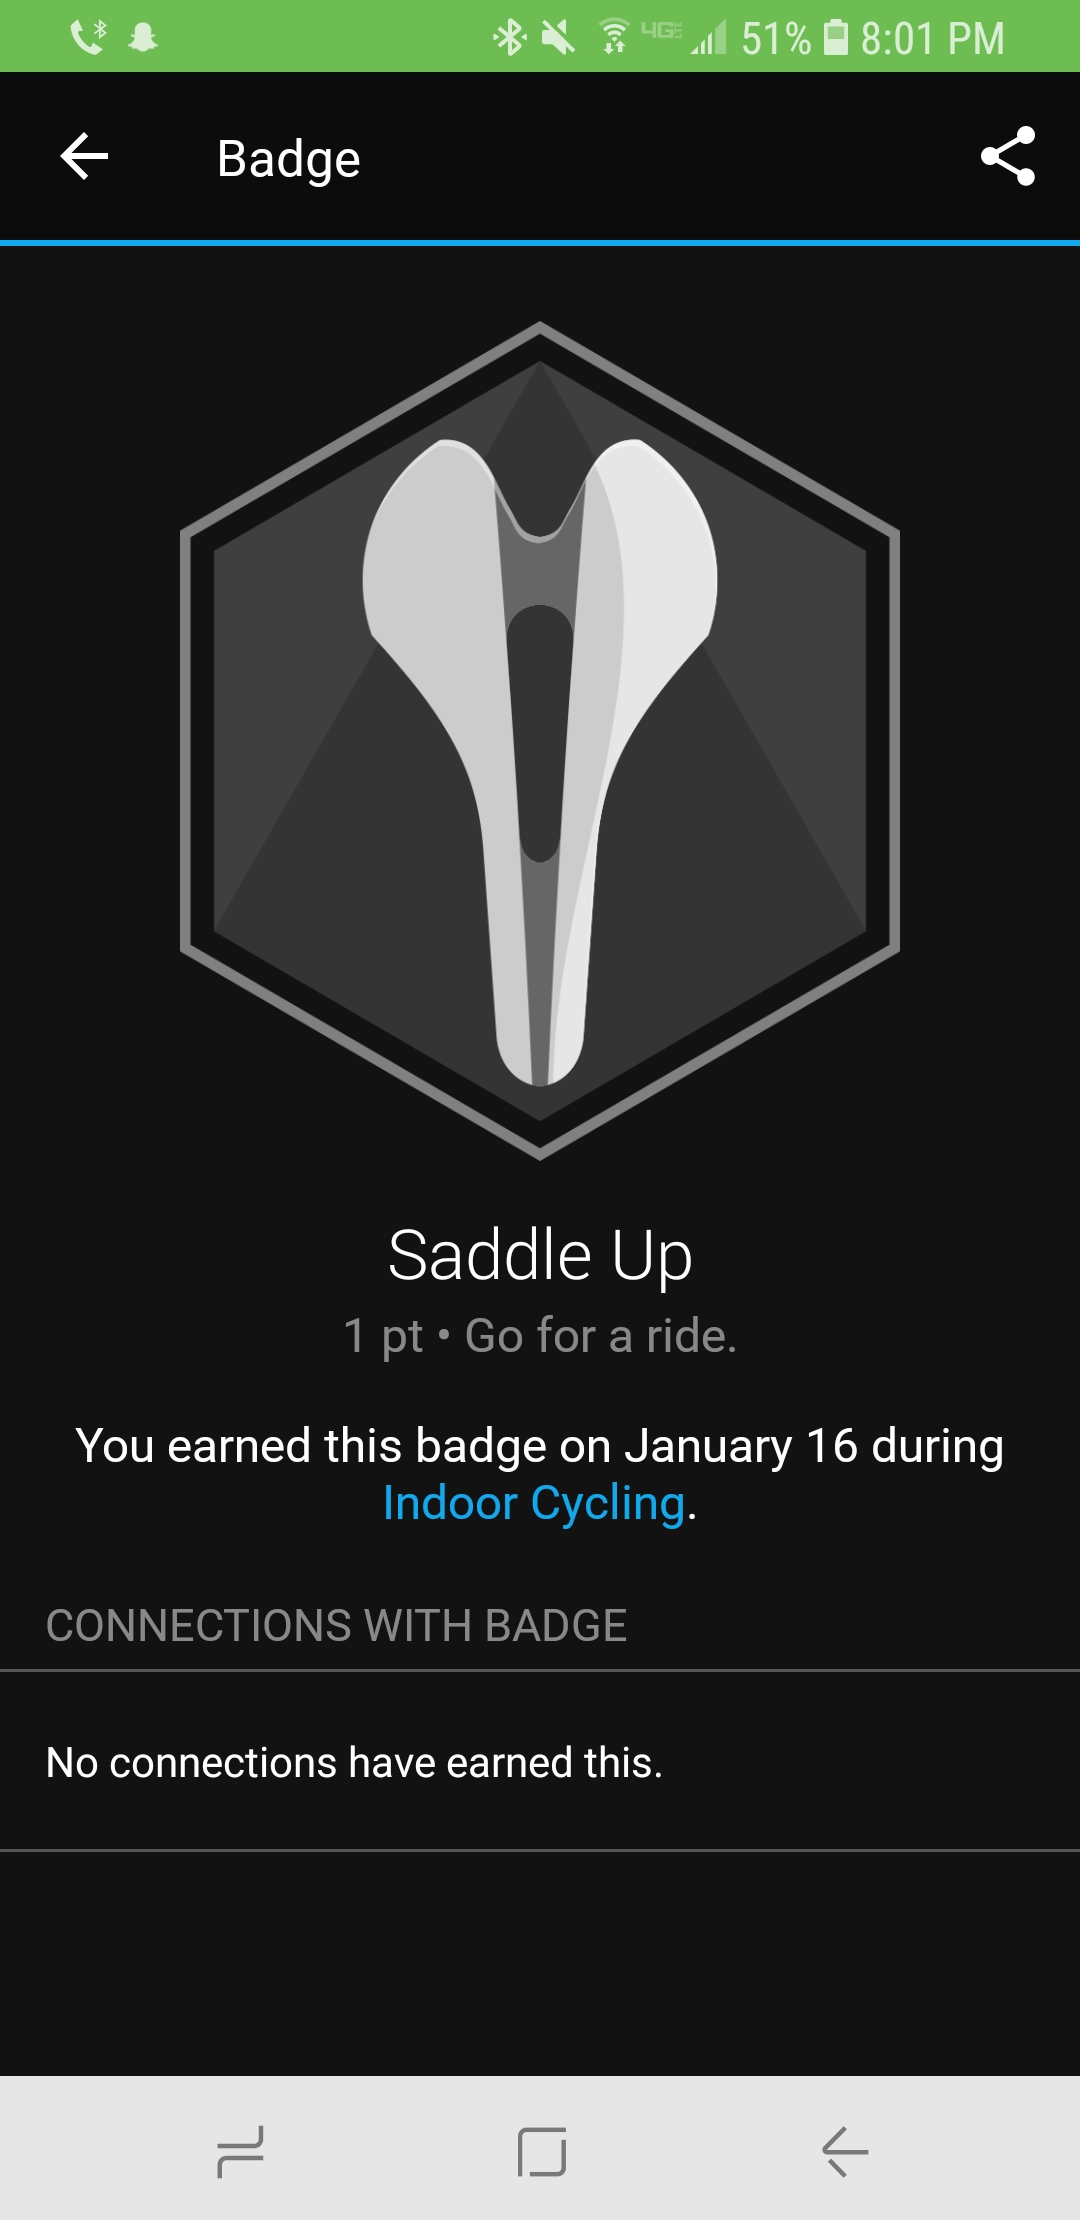 4G 51% 8:01 PM
Badge
Saddle Up
1 pt • Go for a ride.
You earned this badge on January 16 during
Indoor Cycling.
CONNECTIONS WITH BADGE
No connections have earned this.